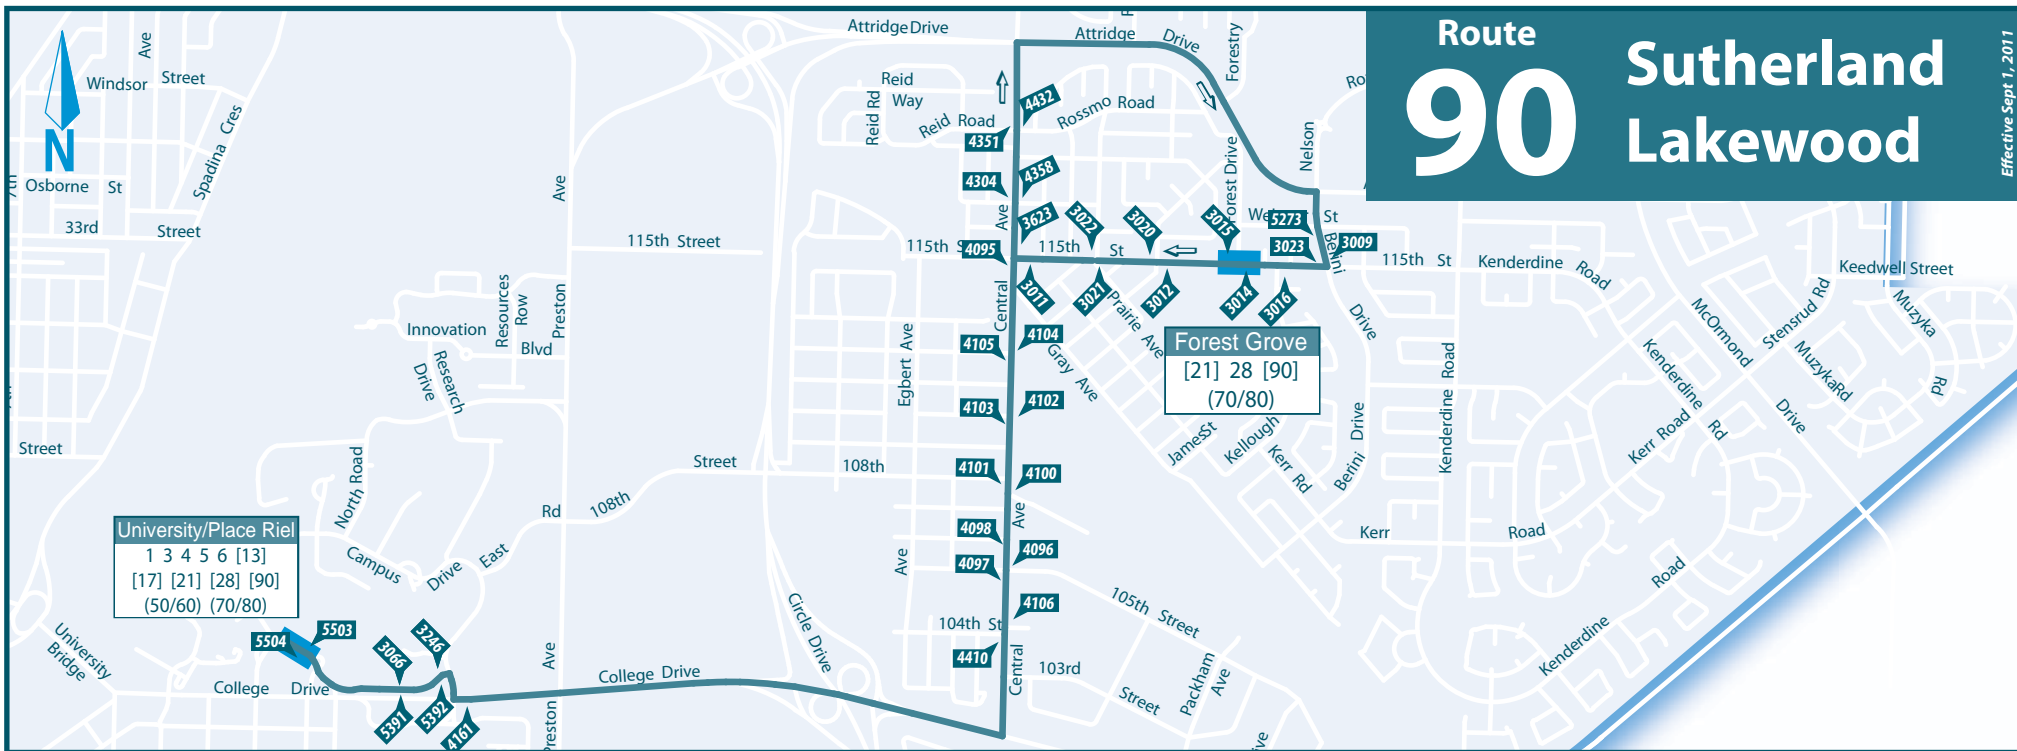 Route
90
Sutherland
Lakewood
Effective Sept 1, 2011
N
Attridge Drive
Attridge Drive
Forestry
Ave
Windsor Street
Spadina Cres
Osborne St
7th
33rd Street
Street
Ave
115th Street
Preston
Resources
Row
Innovation
Blvd
Research
Drive
North Road
Campus Drive
East
Rd
108th
Street
108th
Reid
Way
Reid Rd
Reid Road
Rossmo Road
4432
4351
4358
4304
Ave
3623
3022
3020
3015
Forest Drive
Nelson
5273
St
3023
3009
Berini
115th
4095
115th
St
115th St
Kenderdine
Road
Keedwell Street
3011
3021
3012
3014
3016
Central
Prairie Ave
Drive
Forest Grove
[21] 28 [90]
(70/80)
4105
4104
Gray Ave
Egbert Ave
4103
4102
James St
Kellough
Kerr Rd
Berini Drive
Kenderdine Road
Kenderdine
Rd
Kerr Road
McOrmond
Drive
Stensrud Rd
Muzyka
Rd
Muzyka Rd
4101
4100
Ave
4098
4096
4097
Ave
4106
105th Street
104th St
4410
Central
103rd
Street
Packham
Ave
Kerr Road
Road
Kenderdine
University/Place Riel
1 3 4 5 6 [13]
[17] [21] [28] [90]
(50/60) (70/80)
5504
5503
3066
3246
5391
5392
4161
University
Bridge
College Drive
College Drive
Ave
Preston
Circle Drive